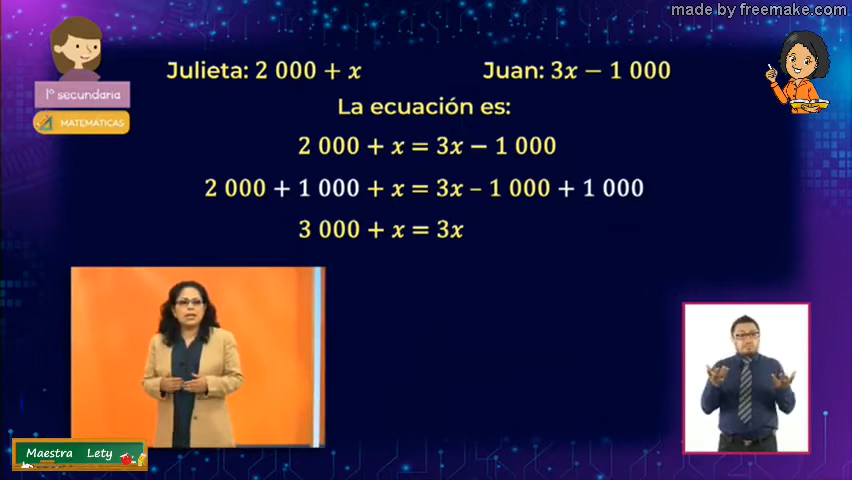 made by freemake.com
Julieta: 2 000 + x
Juan: 3x − 1 000
1° secundaria
MATEMÁTICAS
La ecuación es:
2 000 + x = 3x − 1 000
2 000 + 1 000 + x = 3x – 1 000 + 1 000
3 000 + x = 3x
Maestra Lety